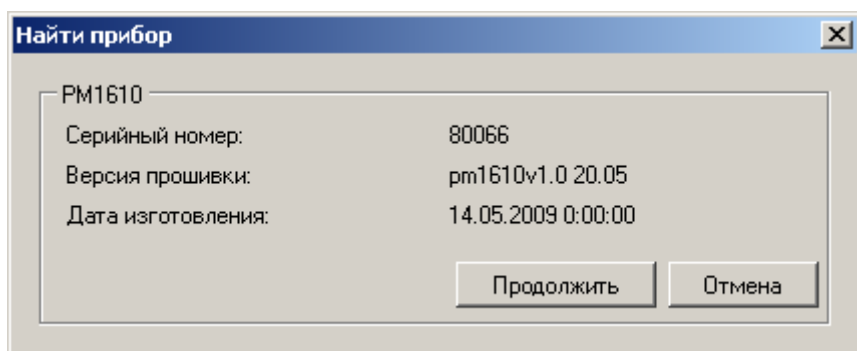 Найти прибор
PM1610
Серийный номер: 80066
Версия прошивки: pm1610v1.0 20.05
Дата изготовления: 14.05.2009 0:00:00
Продолжить Отмена